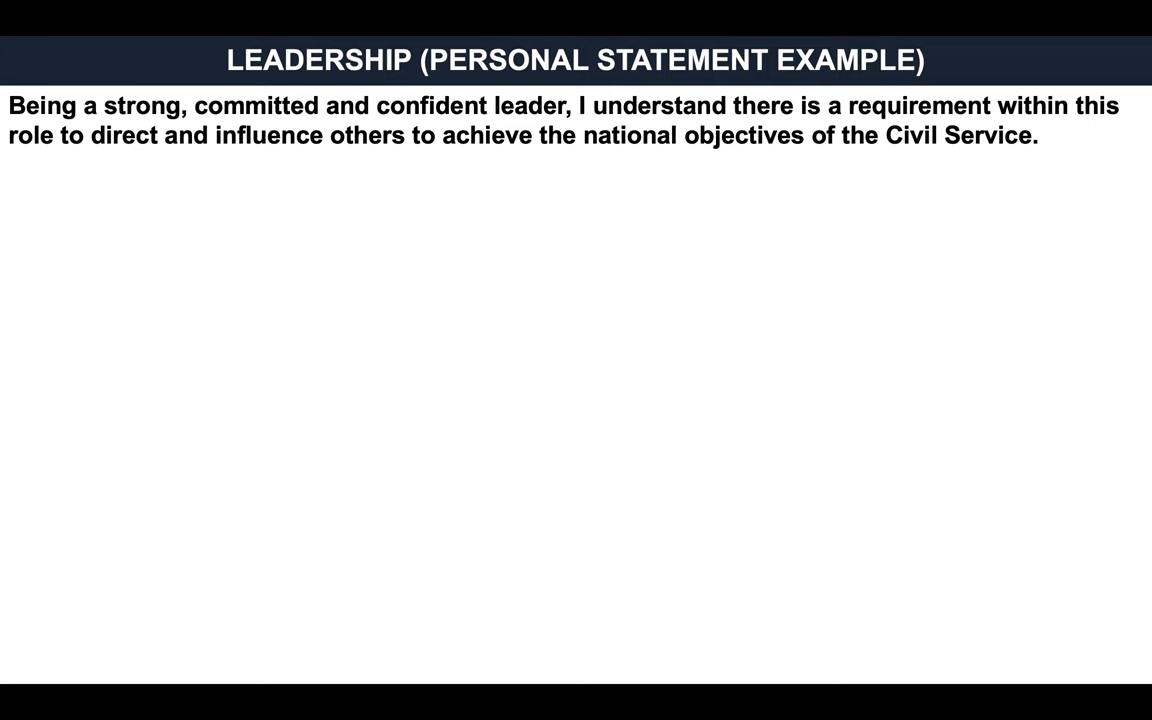 LEADERSHIP (PERSONAL STATEMENT EXAMPLE)
Being a strong, committed and confident leader, I understand there is a requirement within this
role to direct and influence others to achieve the national objectives of the Civil Service.